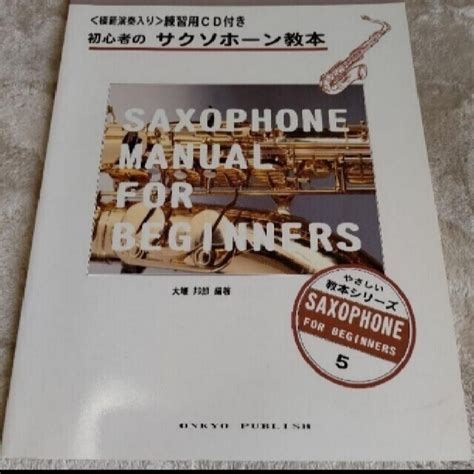 ＜模範演奏入り＞練習用CD付き
初心者の サクソホーン教本
SAXOPHONE
MANUAL
FOR
BEGINNERS
編著
やさしい
教本シリーズ
SAXOPHONE
FOR BEGINNERS
5
ONKYO PUBLISH